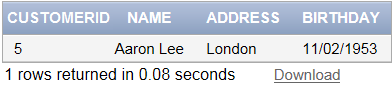 CUSTOMERID NAME ADDRESS BIRTHDAY
5 Aaron Lee London 11/02/1953
1 rows returned in 0.08 seconds Download